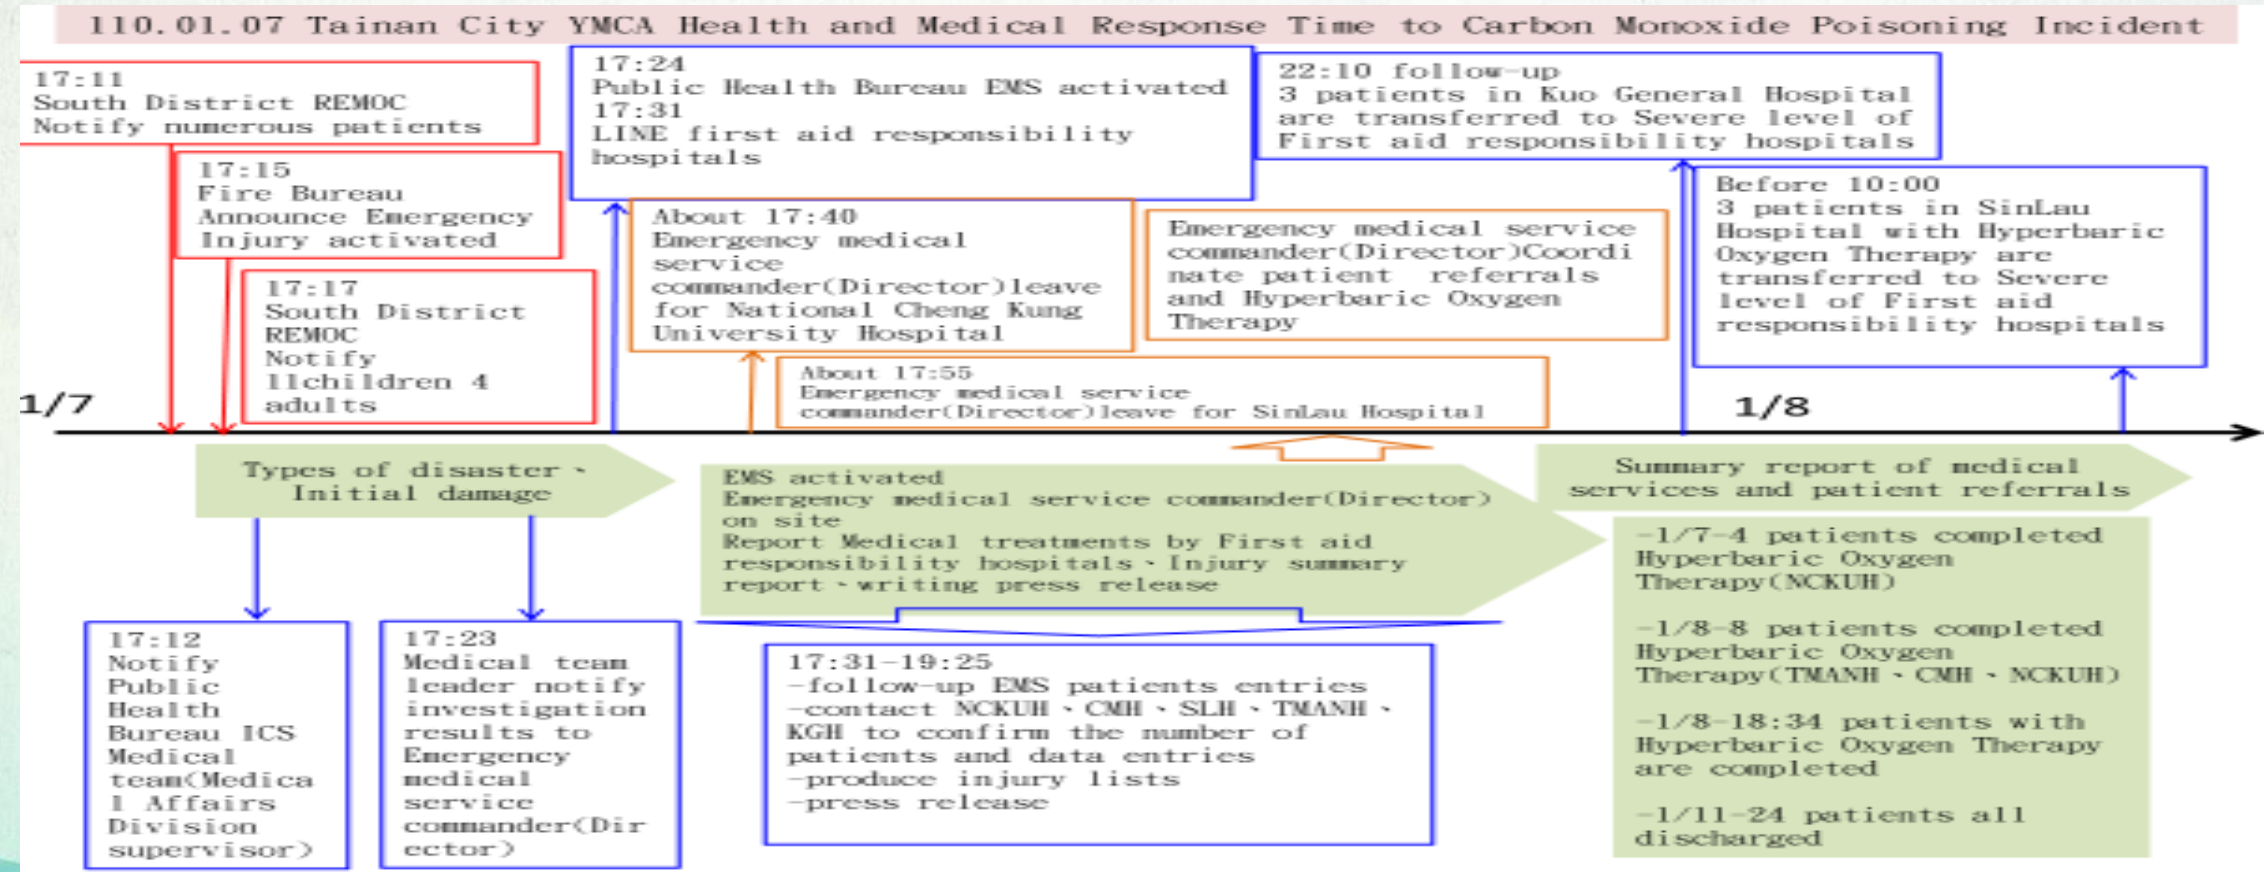 110.01.07 Tainan City YMCA Health and Medical Response Time to Carbon Monoxide Poisoning Incident
17:11
South District REMOC
Notify numerous patients
17:15
Fire Bureau
Announce Emergency
Injury activated
17:17
South District
REMOC
Notify
11children 4
adults
17:24
Public Health Bureau EMS activated
17:31
LINE first aid responsibility
hospitals
About 17:40
Emergency medical
service
commander(Director)leave
for National Cheng Kung
University Hospital
About 17:55
Emergency medical service
commander(Director)leave for SinLau Hospital
Emergency medical service
commander(Director)Coordi
nate patient  referrals
and Hyperbaric Oxygen
Therapy
22:10 follow-up
3 patients in Kuo General Hospital
are transferred to Severe level of
First aid responsibility hospitals
Before 10:00
3 patients in SinLau
Hospital with Hyperbaric
Oxygen Therapy are
transferred to Severe
level of First aid
responsibility hospitals
1/7
1/8
Types of disaster、
Initial damage
EMS activated
Emergency medical service commander(Director)
on site
Report Medical treatments by First aid
responsibility hospitals、Injury summary
report、writing press release
Summary report of medical
services and patient referrals
17:12
Notify
Public
Health
Bureau ICS
Medical
team(Medica
l Affairs
Division
supervisor)
17:23
Medical team
leader notify
investigation
results to
Emergency
medical
service
commander(Dir
ector)
17:31-19:25
-follow-up EMS patients entries
-contact NCKUH、CMH、SLH、TMANH、
KGH to confirm the number of
patients and data entries
-produce injury lists
-press release
-1/7-4 patients completed
Hyperbaric Oxygen
Therapy(NCKUH)
-1/8-8 patients completed
Hyperbaric Oxygen
Therapy(TMANH、CMH、NCKUH)
-1/8-18:34 patients with
Hyperbaric Oxygen Therapy
are completed
-1/11-24 patients all
discharged